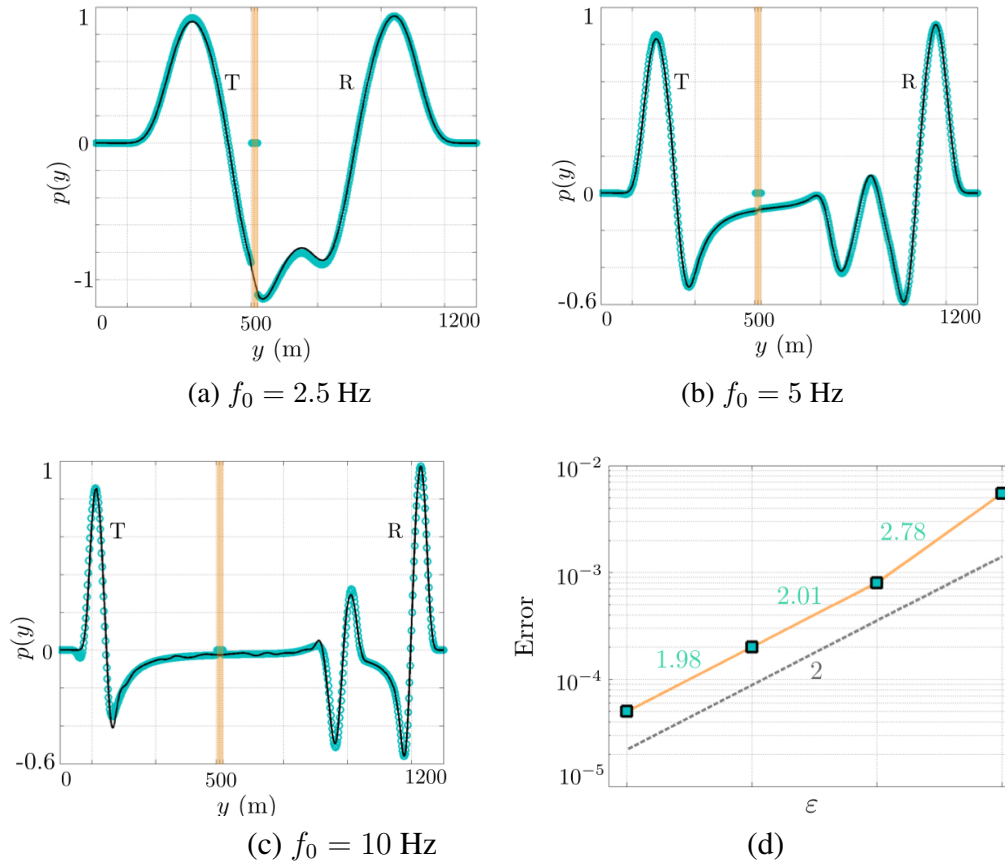 1
T
R
0
p(y)
-1
0
500
1200
y (m)
(a) f₀ = 2.5 Hz
1
T
R
0
p(y)
-0.6
0
500
1200
y (m)
(b) f₀ = 5 Hz
1
T
R
0
p(y)
-0.6
0
500
1200
y (m)
(c) f₀ = 10 Hz
10⁻²
2.78
10⁻³
2.01
Error
1.98
2
10⁻⁴
10⁻⁵
ε
(d)